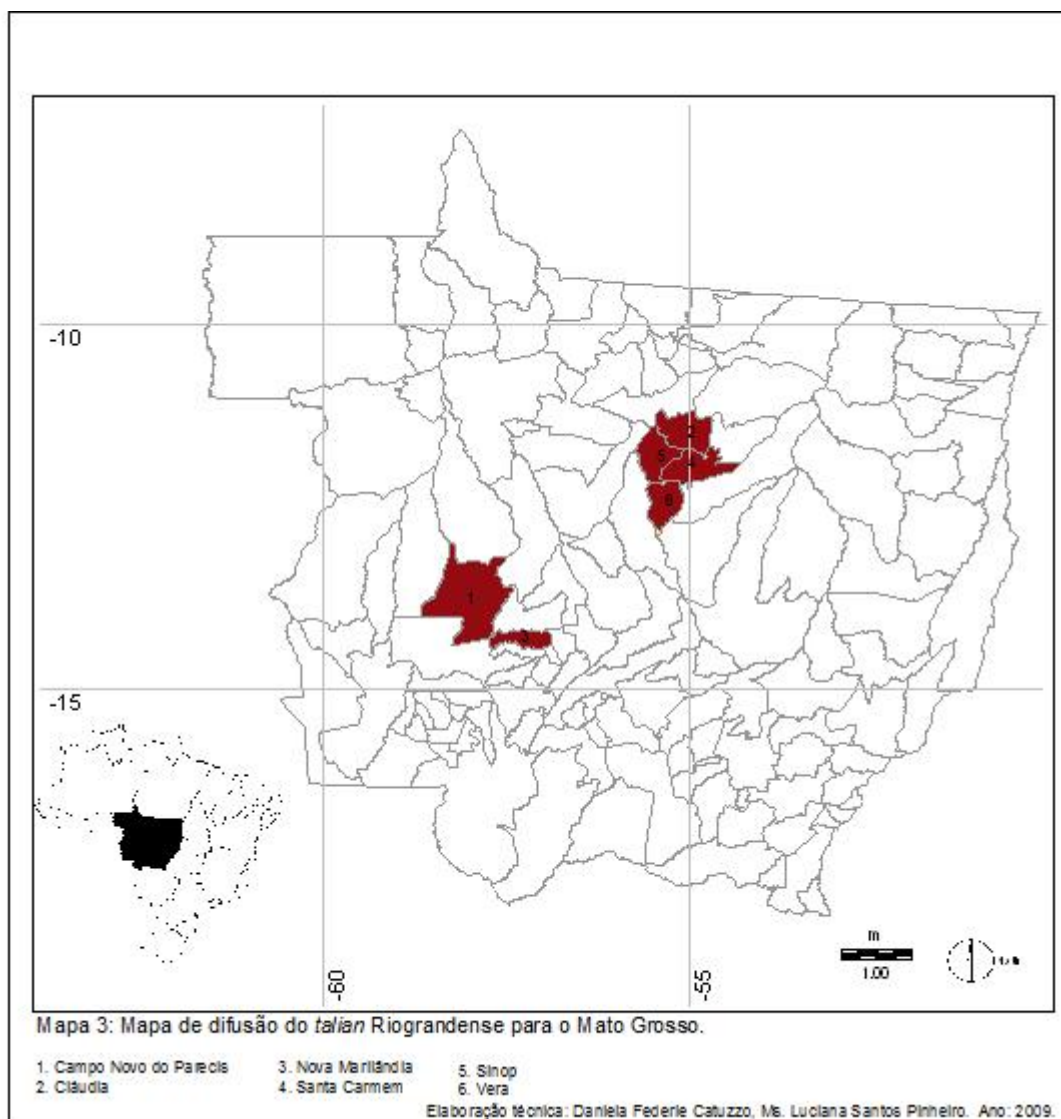 -10
2
5
4
6
1
3
-15
-60
-55
m
1.00
Mapa 3: Mapa de difusão do talian Riograndense para o Mato Grosso.
1. Campo Novo do Parecis 3. Nova Marilândia 5. Sinop
2. Cláudia 4. Santa Carmem 6. Vera
Elaboração técnica: Daniela Federle Catuzzo, Ms. Luciana Santos Pinheiro. Ano: 2009.